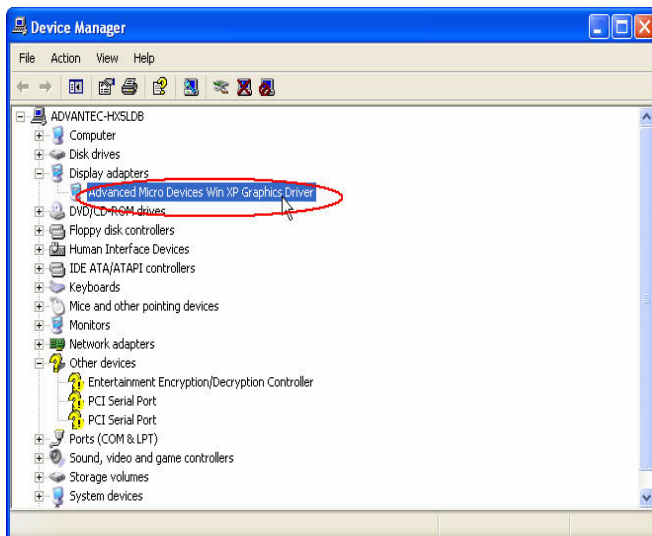 Device Manager
File Action View Help
ADVANTEC-HX5LDB
Computer
Disk drives
Display adapters
Advanced Micro Devices Win XP Graphics Driver
DVD/CD-ROM drives
Floppy disk controllers
Human Interface Devices
IDE ATA/ATAPI controllers
Keyboards
Mice and other pointing devices
Monitors
Network adapters
Other devices
Entertainment Encryption/Decryption Controller
PCI Serial Port
PCI Serial Port
Ports (COM & LPT)
Sound, video and game controllers
Storage volumes
System devices